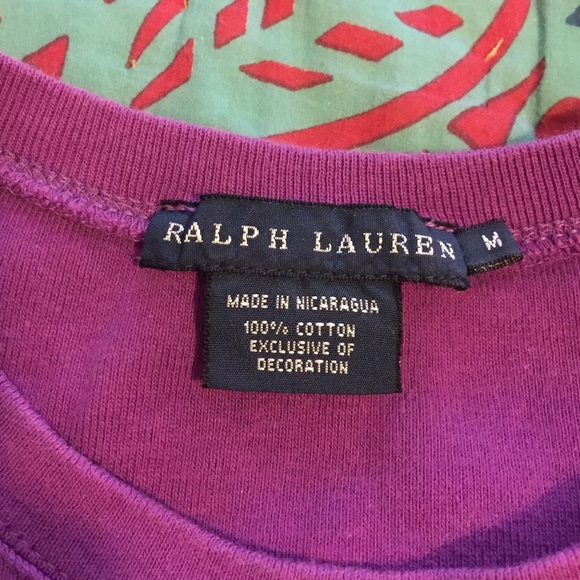 RALPH LAUREN
M
MADE IN NICARAGUA
100% COTTON
EXCLUSIVE OF
DECORATION